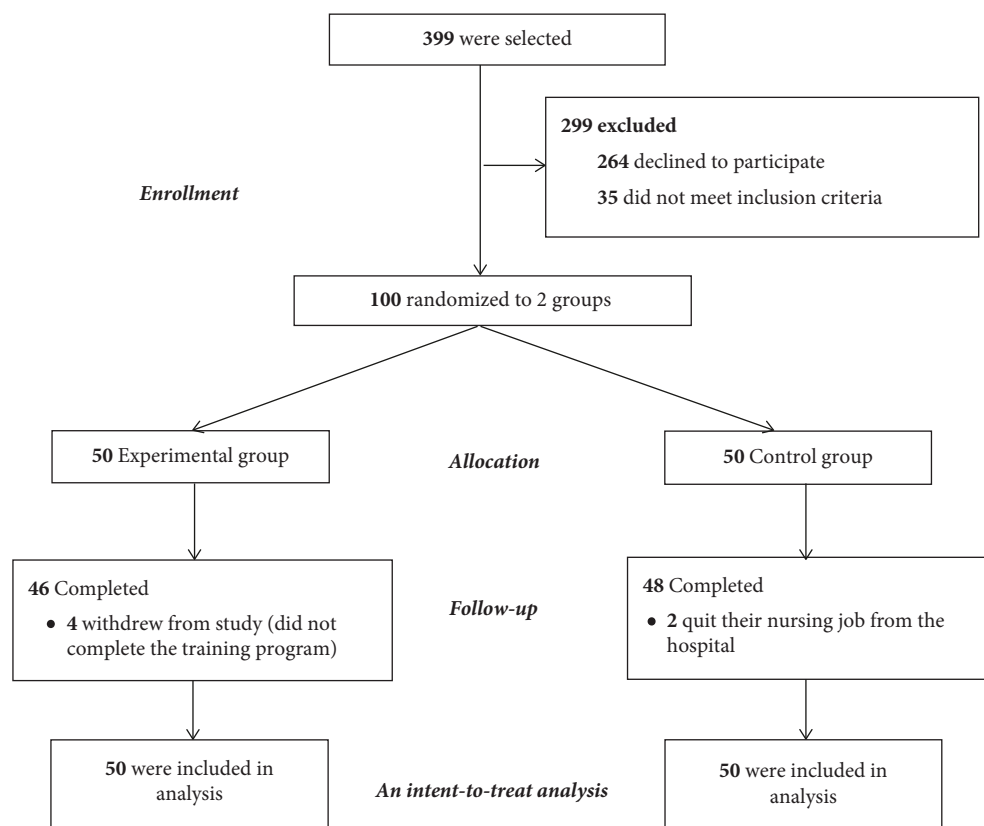 399 were selected
299 excluded
264 declined to participate
35 did not meet inclusion criteria
Enrollment
100 randomized to 2 groups
50 Experimental group
Allocation
50 Control group
46 Completed
• 4 withdrew from study (did not
complete the training program)
Follow-up
48 Completed
• 2 quit their nursing job from the
hospital
50 were included in
analysis
An intent-to-treat analysis
50 were included in
analysis